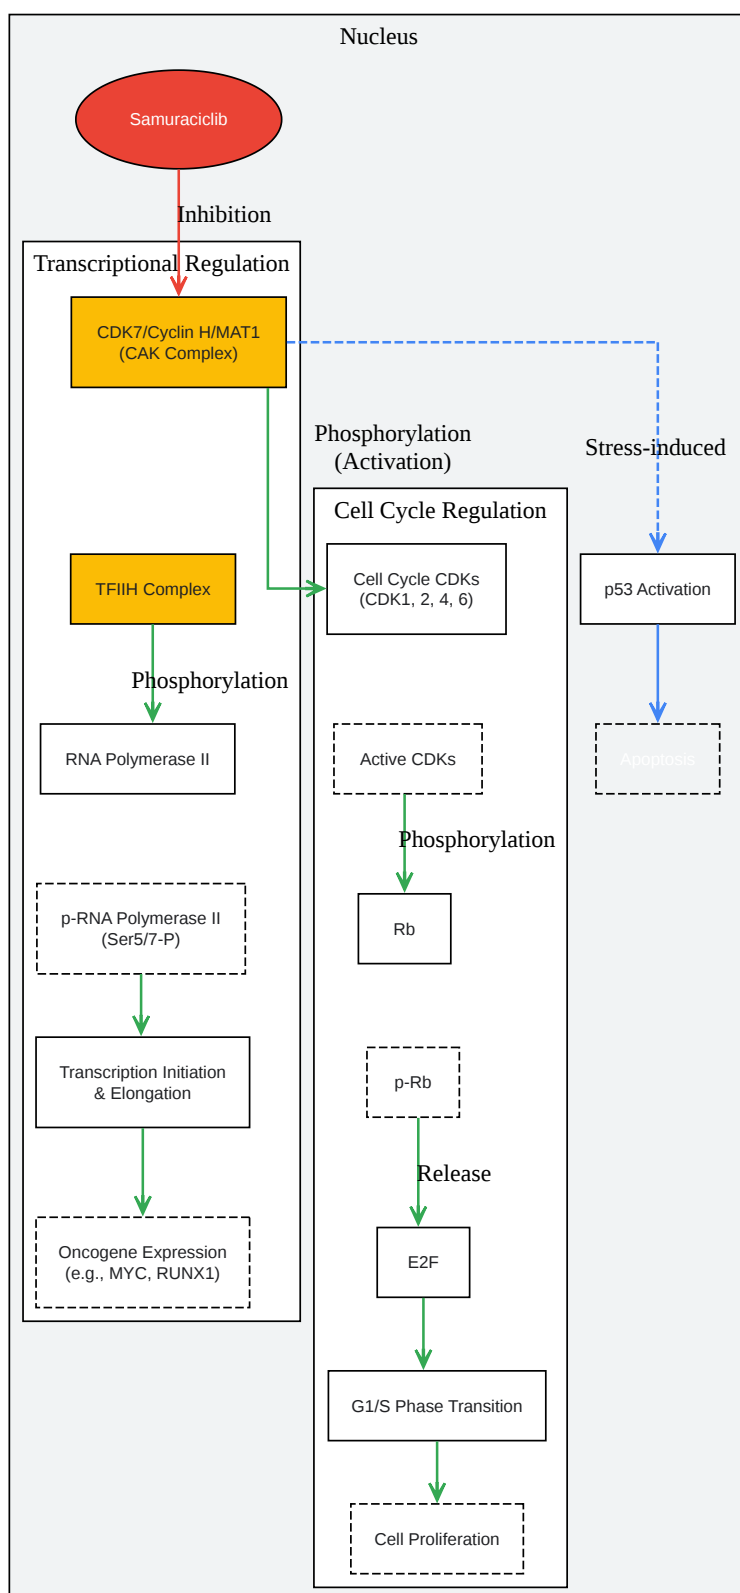 Nucleus
Samuraciclib
Inhibition
Transcriptional Regulation
CDK7/Cyclin H/MAT1
(CAK Complex)
Phosphorylation
(Activation)
Stress-induced
Cell Cycle Regulation
TFIIH Complex
Cell Cycle CDKs
(CDK1, 2, 4, 6)
p53 Activation
Phosphorylation
RNA Polymerase II
Active CDKs
Apoptosis
Phosphorylation
p-RNA Polymerase II
(Ser5/7-P)
Rb
Transcription Initiation
& Elongation
p-Rb
Release
Oncogene Expression
(e.g., MYC, RUNX1)
E2F
G1/S Phase Transition
Cell Proliferation